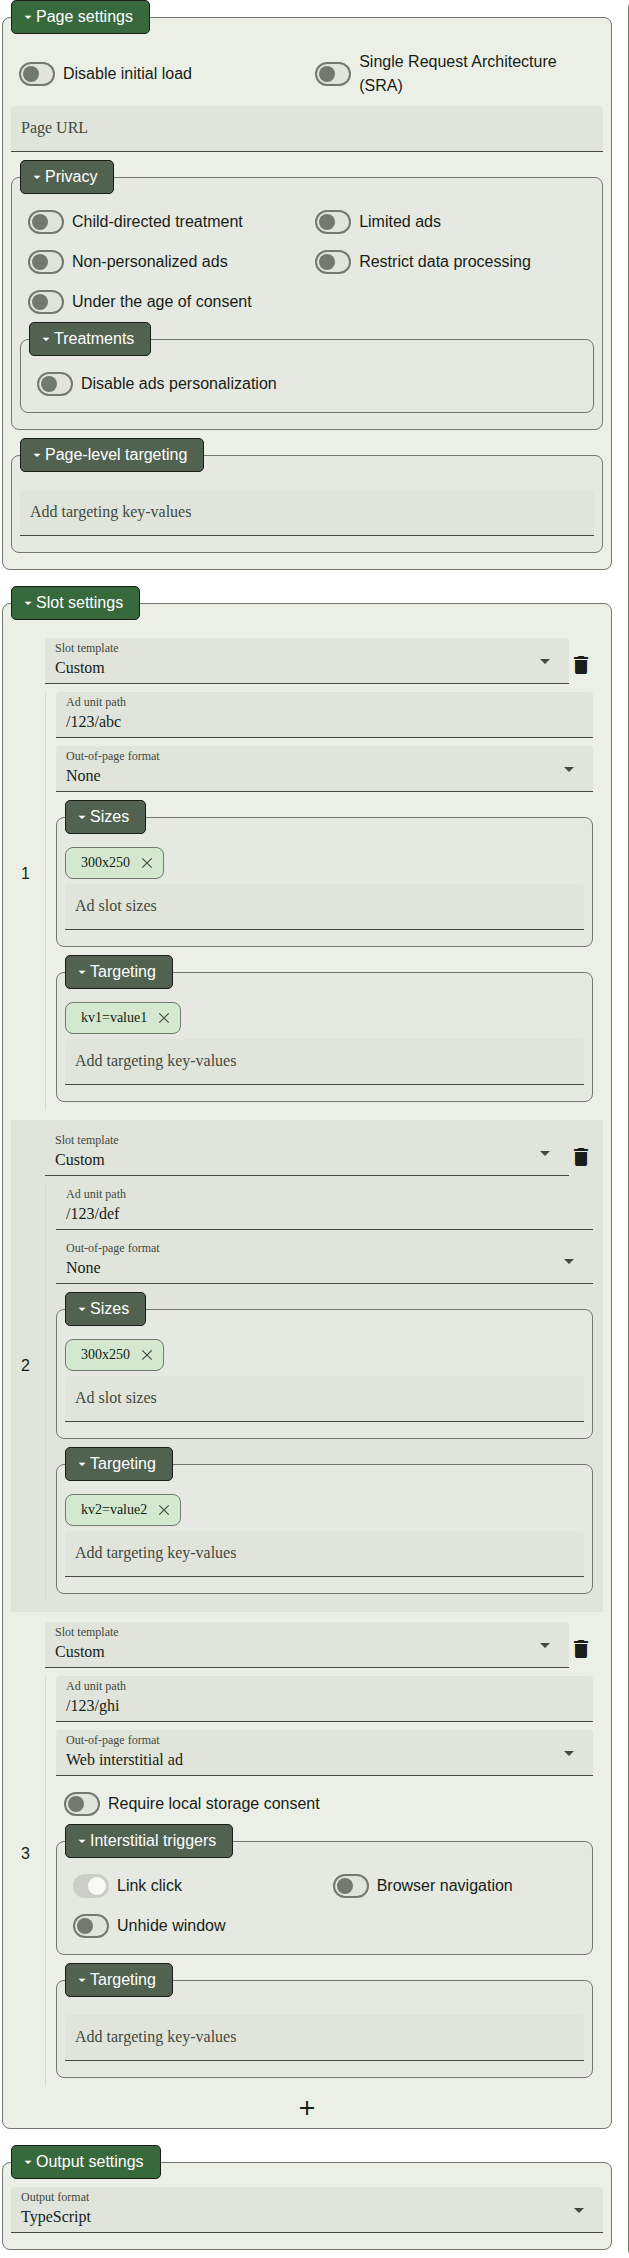 Page settings
Disable initial load
Single Request Architecture
(SRA)
Page URL
Privacy
Child-directed treatment
Limited ads
Non-personalized ads
Restrict data processing
Under the age of consent
Treatments
Disable ads personalization
Page-level targeting
Add targeting key-values
Slot settings
Slot template
Custom
Ad unit path
/123/abc
Out-of-page format
None
Sizes
300x250
1
Ad slot sizes
Targeting
kv1=value1
Add targeting key-values
Slot template
Custom
Ad unit path
/123/def
Out-of-page format
None
Sizes
300x250
2
Ad slot sizes
Targeting
kv2=value2
Add targeting key-values
Slot template
Custom
Ad unit path
/123/ghi
Out-of-page format
Web interstitial ad
Require local storage consent
Interstitial triggers
3
Link click
Browser navigation
Unhide window
Targeting
Add targeting key-values
+
Output settings
Output format
TypeScript